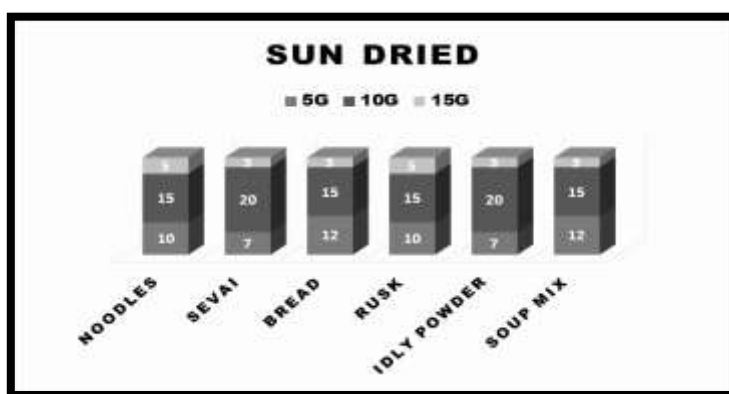 SUN DRIED
5G 10G 15G
5 3 3 5 3 3
15 20 15 15 20 15
10 7 12 10 7 12
NOODLES
SEVAI
BREAD
RUSK
IDLY POWDER
SOUP MIX